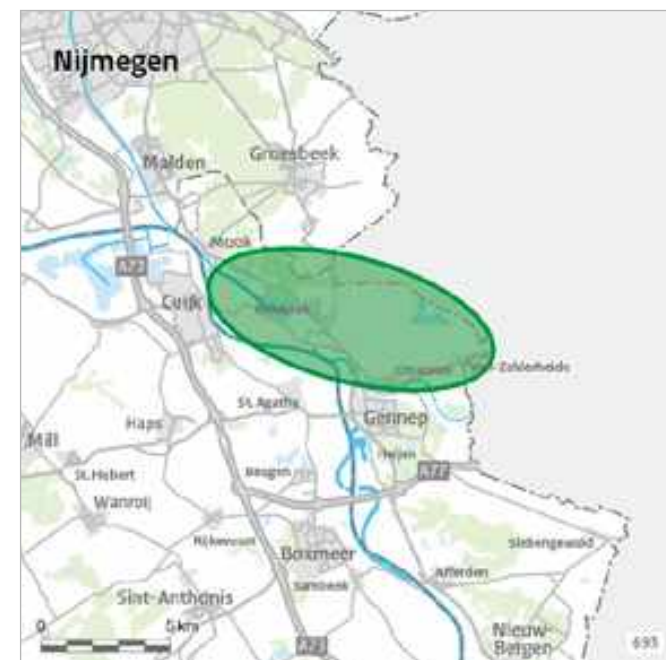 Nijmegen
Malden
Groesbeek
Mook
A73
Cuijk
Zelderheide
St. Agatha
Gennep
Haps
Mill
Heijen
St. Hubert
Beugen
A77
Wanroij
Rijkevoort
Boxmeer
Siebengewald
Sambeek
Afferden
Sint-Anthonis
0
5 km
A73
Nieuw-
Bergen
693